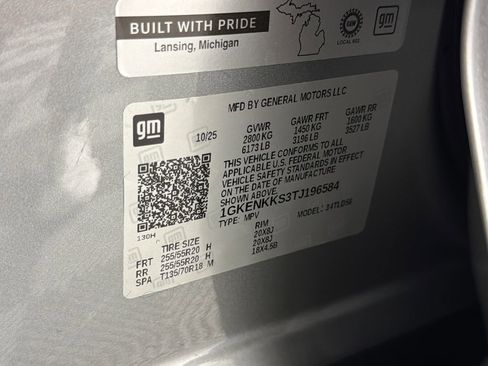 BUILT WITH PRIDE
Lansing, Michigan
LOCAL 602
gm
MFD BY GENERAL MOTORS LLC
gm
10/25
GVWR GAWR FRT GAWR RR
2800 KG 1450 KG 1600 KG
6173 LB 3196 LB 3527 LB
THIS VEHICLE CONFORMS TO ALL
APPLICABLE U.S. FEDERAL MOTOR
VEHICLE SAFETY STANDARDS IN EFFECT
ON THE DATE OF MANUFACTURE SHOWN ABOVE.
1GKENKKS3TJ196584
TYPE: MPV MODEL:
130H
TIRE SIZE RIM
FRT 255/55R20 H 20X8J
RR 255/55R20 H 20X8J
SPA T135/70R18 M 18X4.5B